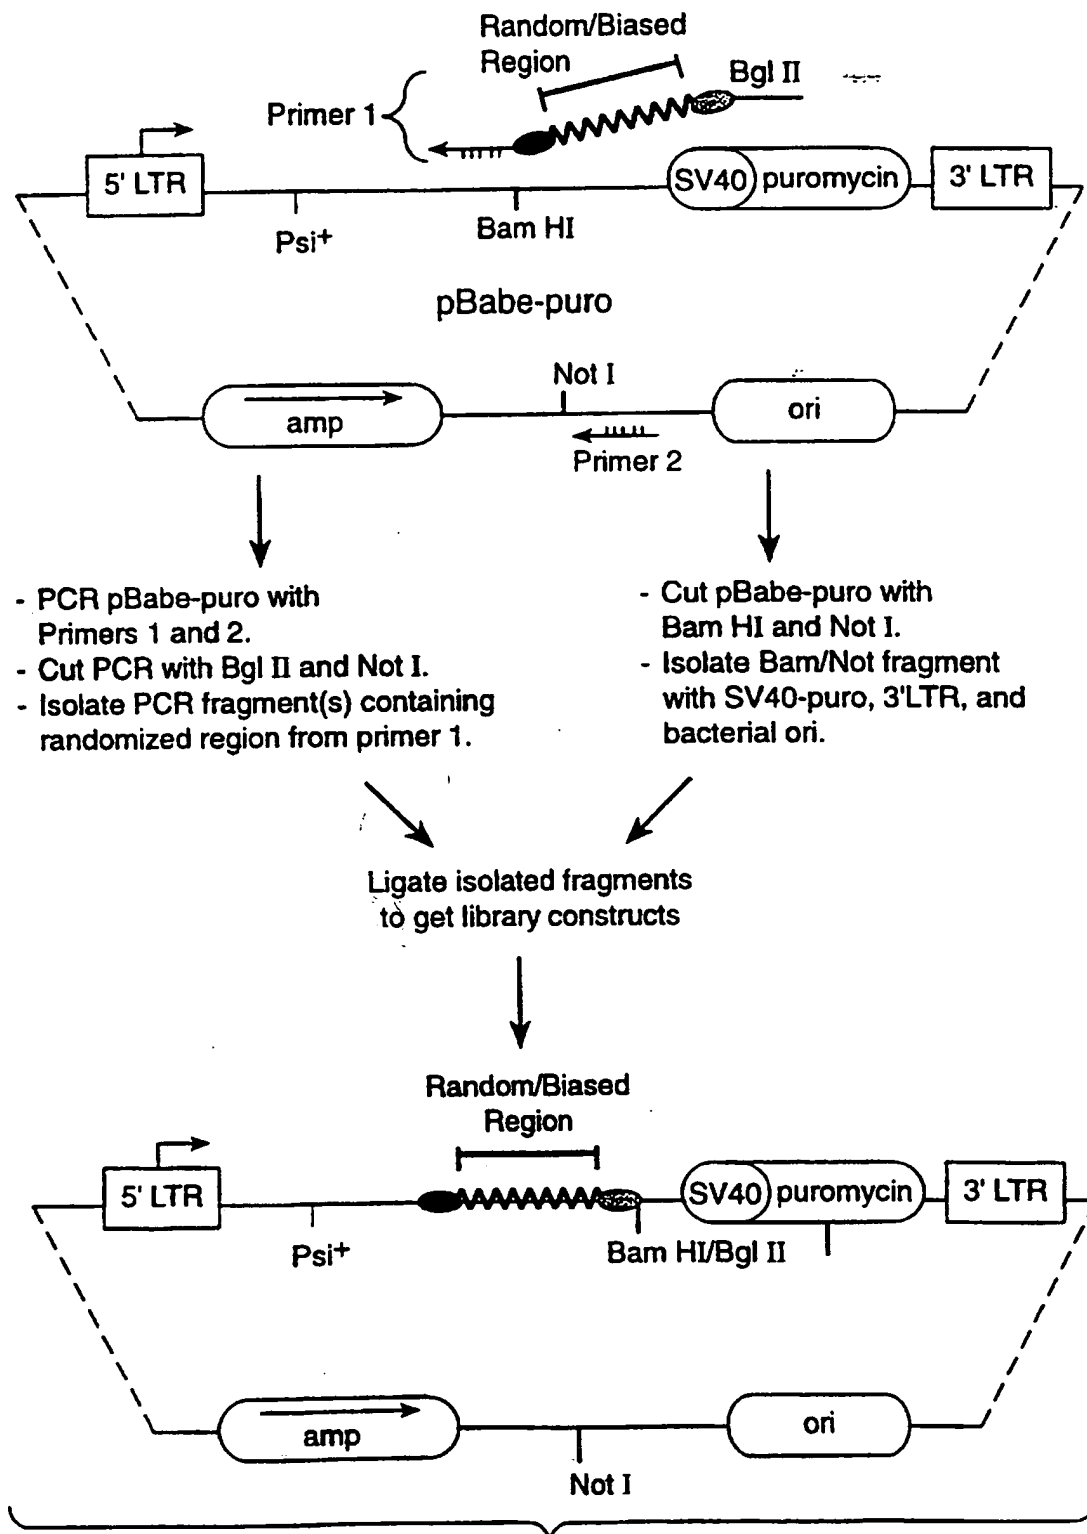 Random/Biased
Region
Bgl II
Primer 1
5' LTR
SV40
puromycin
3' LTR
Psi+
Bam HI
pBabe-puro
Not I
amp
ori
Primer 2
- PCR pBabe-puro with
Primers 1 and 2.
- Cut PCR with Bgl II and Not I.
- Isolate PCR fragment(s) containing
randomized region from primer 1.
- Cut pBabe-puro with
Bam HI and Not I.
- Isolate Bam/Not fragment
with SV40-puro, 3'LTR, and
bacterial ori.
Ligate isolated fragments
to get library constructs
Random/Biased
Region
5' LTR
SV40
puromycin
3' LTR
Psi+
Bam HI/Bgl II
amp
ori
Not I